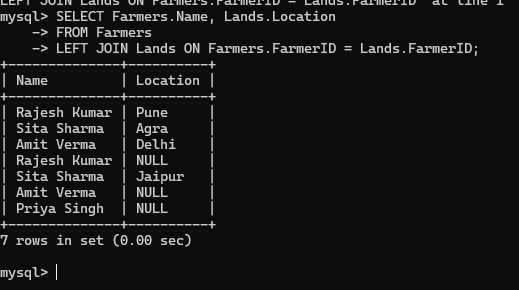 LEFT JOIN Lands ON Farmers.FarmerID = Lands.FarmerID' at line 1
mysql> SELECT Farmers.Name, Lands.Location
    -> FROM Farmers
    -> LEFT JOIN Lands ON Farmers.FarmerID = Lands.FarmerID;
+--------------+----------+
| Name         | Location |
+--------------+----------+
| Rajesh Kumar | Pune     |
| Sita Sharma  | Agra     |
| Amit Verma   | Delhi    |
| Rajesh Kumar | NULL     |
| Sita Sharma  | Jaipur   |
| Amit Verma   | NULL     |
| Priya Singh  | NULL     |
+--------------+----------+
7 rows in set (0.00 sec)
mysql>